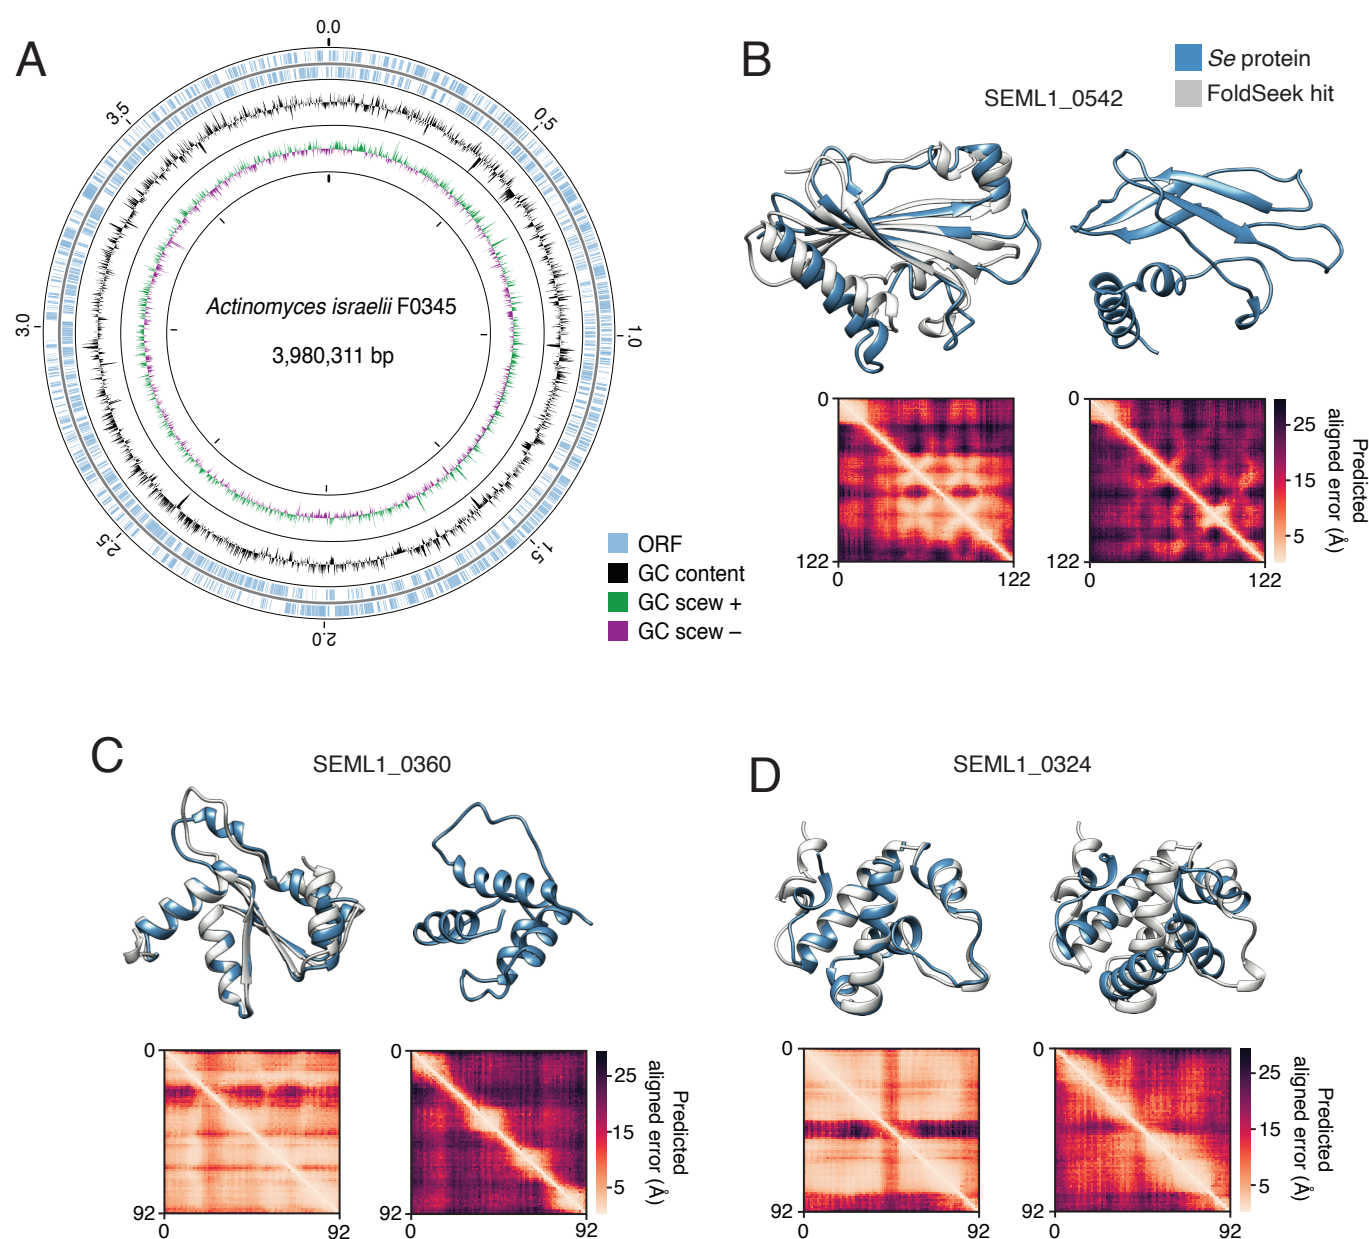 A
0.0
0.5
1.0
1.5
2.0
2.5
3.0
3.5
Actinomyces israelii F0345
3,980,311 bp
ORF
GC content
GC scew +
GC scew –
B
SEML1_0542
Se protein
FoldSeek hit
0
122
0
122
0
0
122
25
15
5
Predicted
aligned error (Å)
C
SEML1_0360
0
92
0
92
0
92
0
92
25
15
5
Predicted
aligned error (Å)
D
SEML1_0324
0
92
0
92
0
92
0
92
25
15
5
Predicted
aligned error (Å)